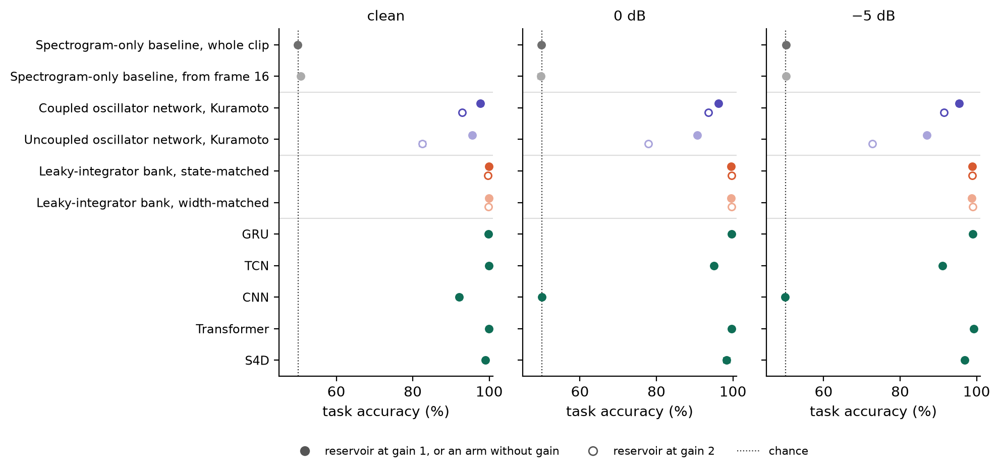 clean
0 dB
−5 dB
Spectrogram-only baseline, whole clip
Spectrogram-only baseline, from frame 16
Coupled oscillator network, Kuramoto
Uncoupled oscillator network, Kuramoto
Leaky-integrator bank, state-matched
Leaky-integrator bank, width-matched
GRU
TCN
CNN
Transformer
S4D
60 80 100
60 80 100
60 80 100
task accuracy (%)
task accuracy (%)
task accuracy (%)
reservoir at gain 1, or an arm without gain
reservoir at gain 2
chance